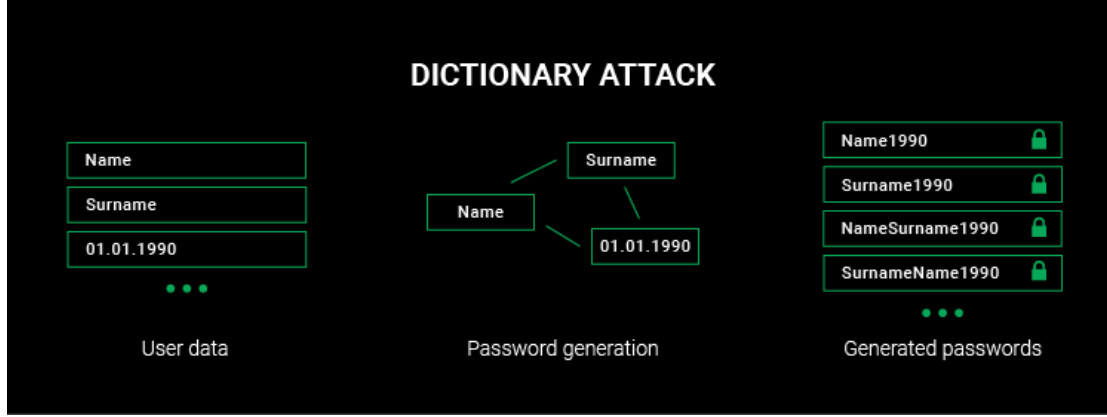 DICTIONARY ATTACK
Name
Surname
01.01.1990
User data
Surname
Name
01.01.1990
Password generation
Name1990
Surname1990
NameSurname1990
SurnameName1990
Generated passwords